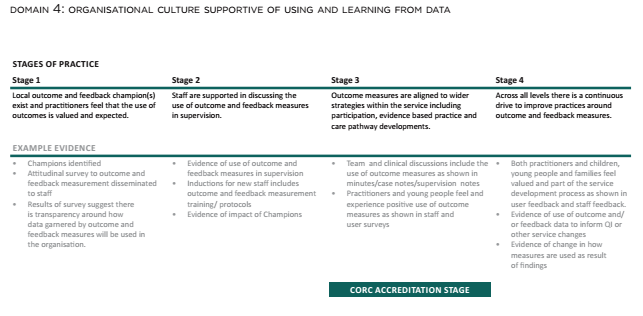 DOMAIN 4: ORGANISATIONAL CULTURE SUPPORTIVE OF USING AND LEARNING FROM DATA
STAGES OF PRACTICE
Stage 1
Local outcome and feedback champion(s)
exist and practitioners feel that the use of
outcomes is valued and expected.
Stage 2
Staff are supported in discussing the
use of outcome and feedback measures
in supervision.
Stage 3
Outcome measures are aligned to wider
strategies within the service including
participation, evidence based practice and
care pathway developments.
Stage 4
Across all levels there is a continuous
drive to improve practices around
outcome and feedback measures.
EXAMPLE EVIDENCE
• Champions identified
• Attitudinal survey to outcome and
feedback measurement disseminated
to staff
• Results of survey suggest there
is transparency around how
data garnered by outcome and
feedback measures will be used in
the organisation.
• Evidence of use of outcome and
feedback measures in supervision
• Inductions for new staff includes
outcome and feedback measurement
training/ protocols
• Evidence of impact of Champions
• Team and clinical discussions include the
use of outcome measures as shown in
minutes/case notes/supervision notes
• Practitioners and young people feel and
experience positive use of outcome
measures as shown in staff and
user surveys
• Both practitioners and children,
young people and families feel
valued and part of the service
development process as shown in
user feedback and staff feedback.
• Evidence of use of outcome and/
or feedback data to inform QI or
other service changes
• Evidence of change in how
measures are used as result
of findings
CORC ACCREDITATION STAGE